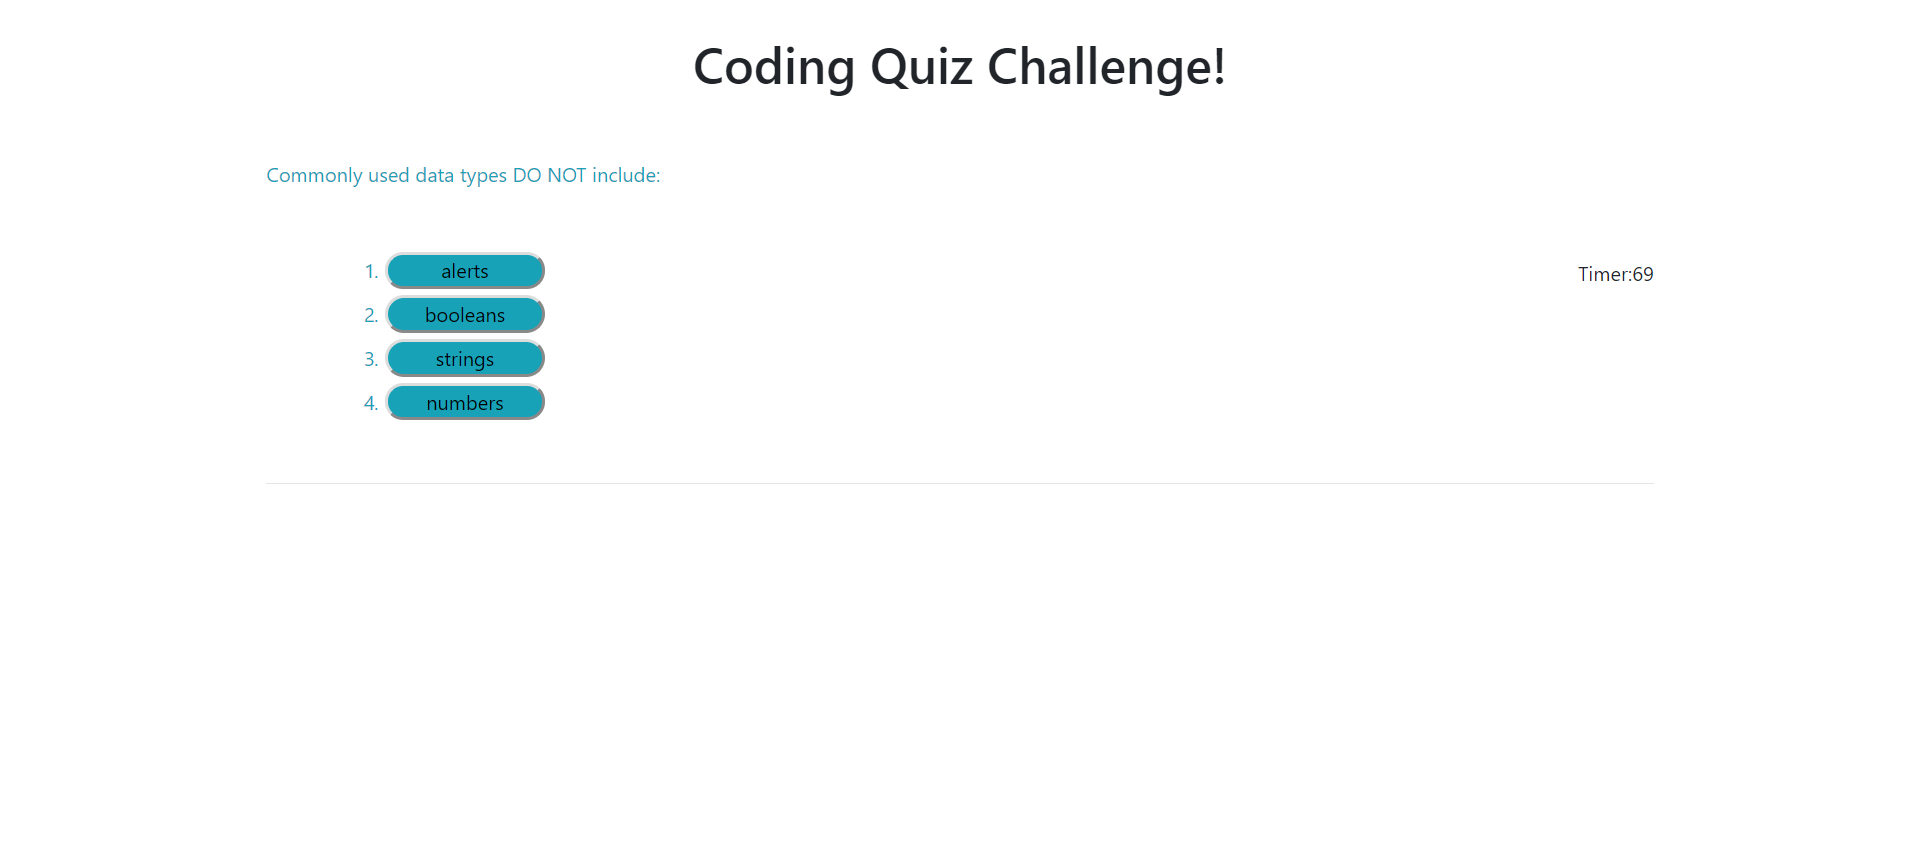 Coding Quiz Challenge!
Commonly used data types DO NOT include:
1. alerts
Timer:69
2. booleans
3. strings
4. numbers